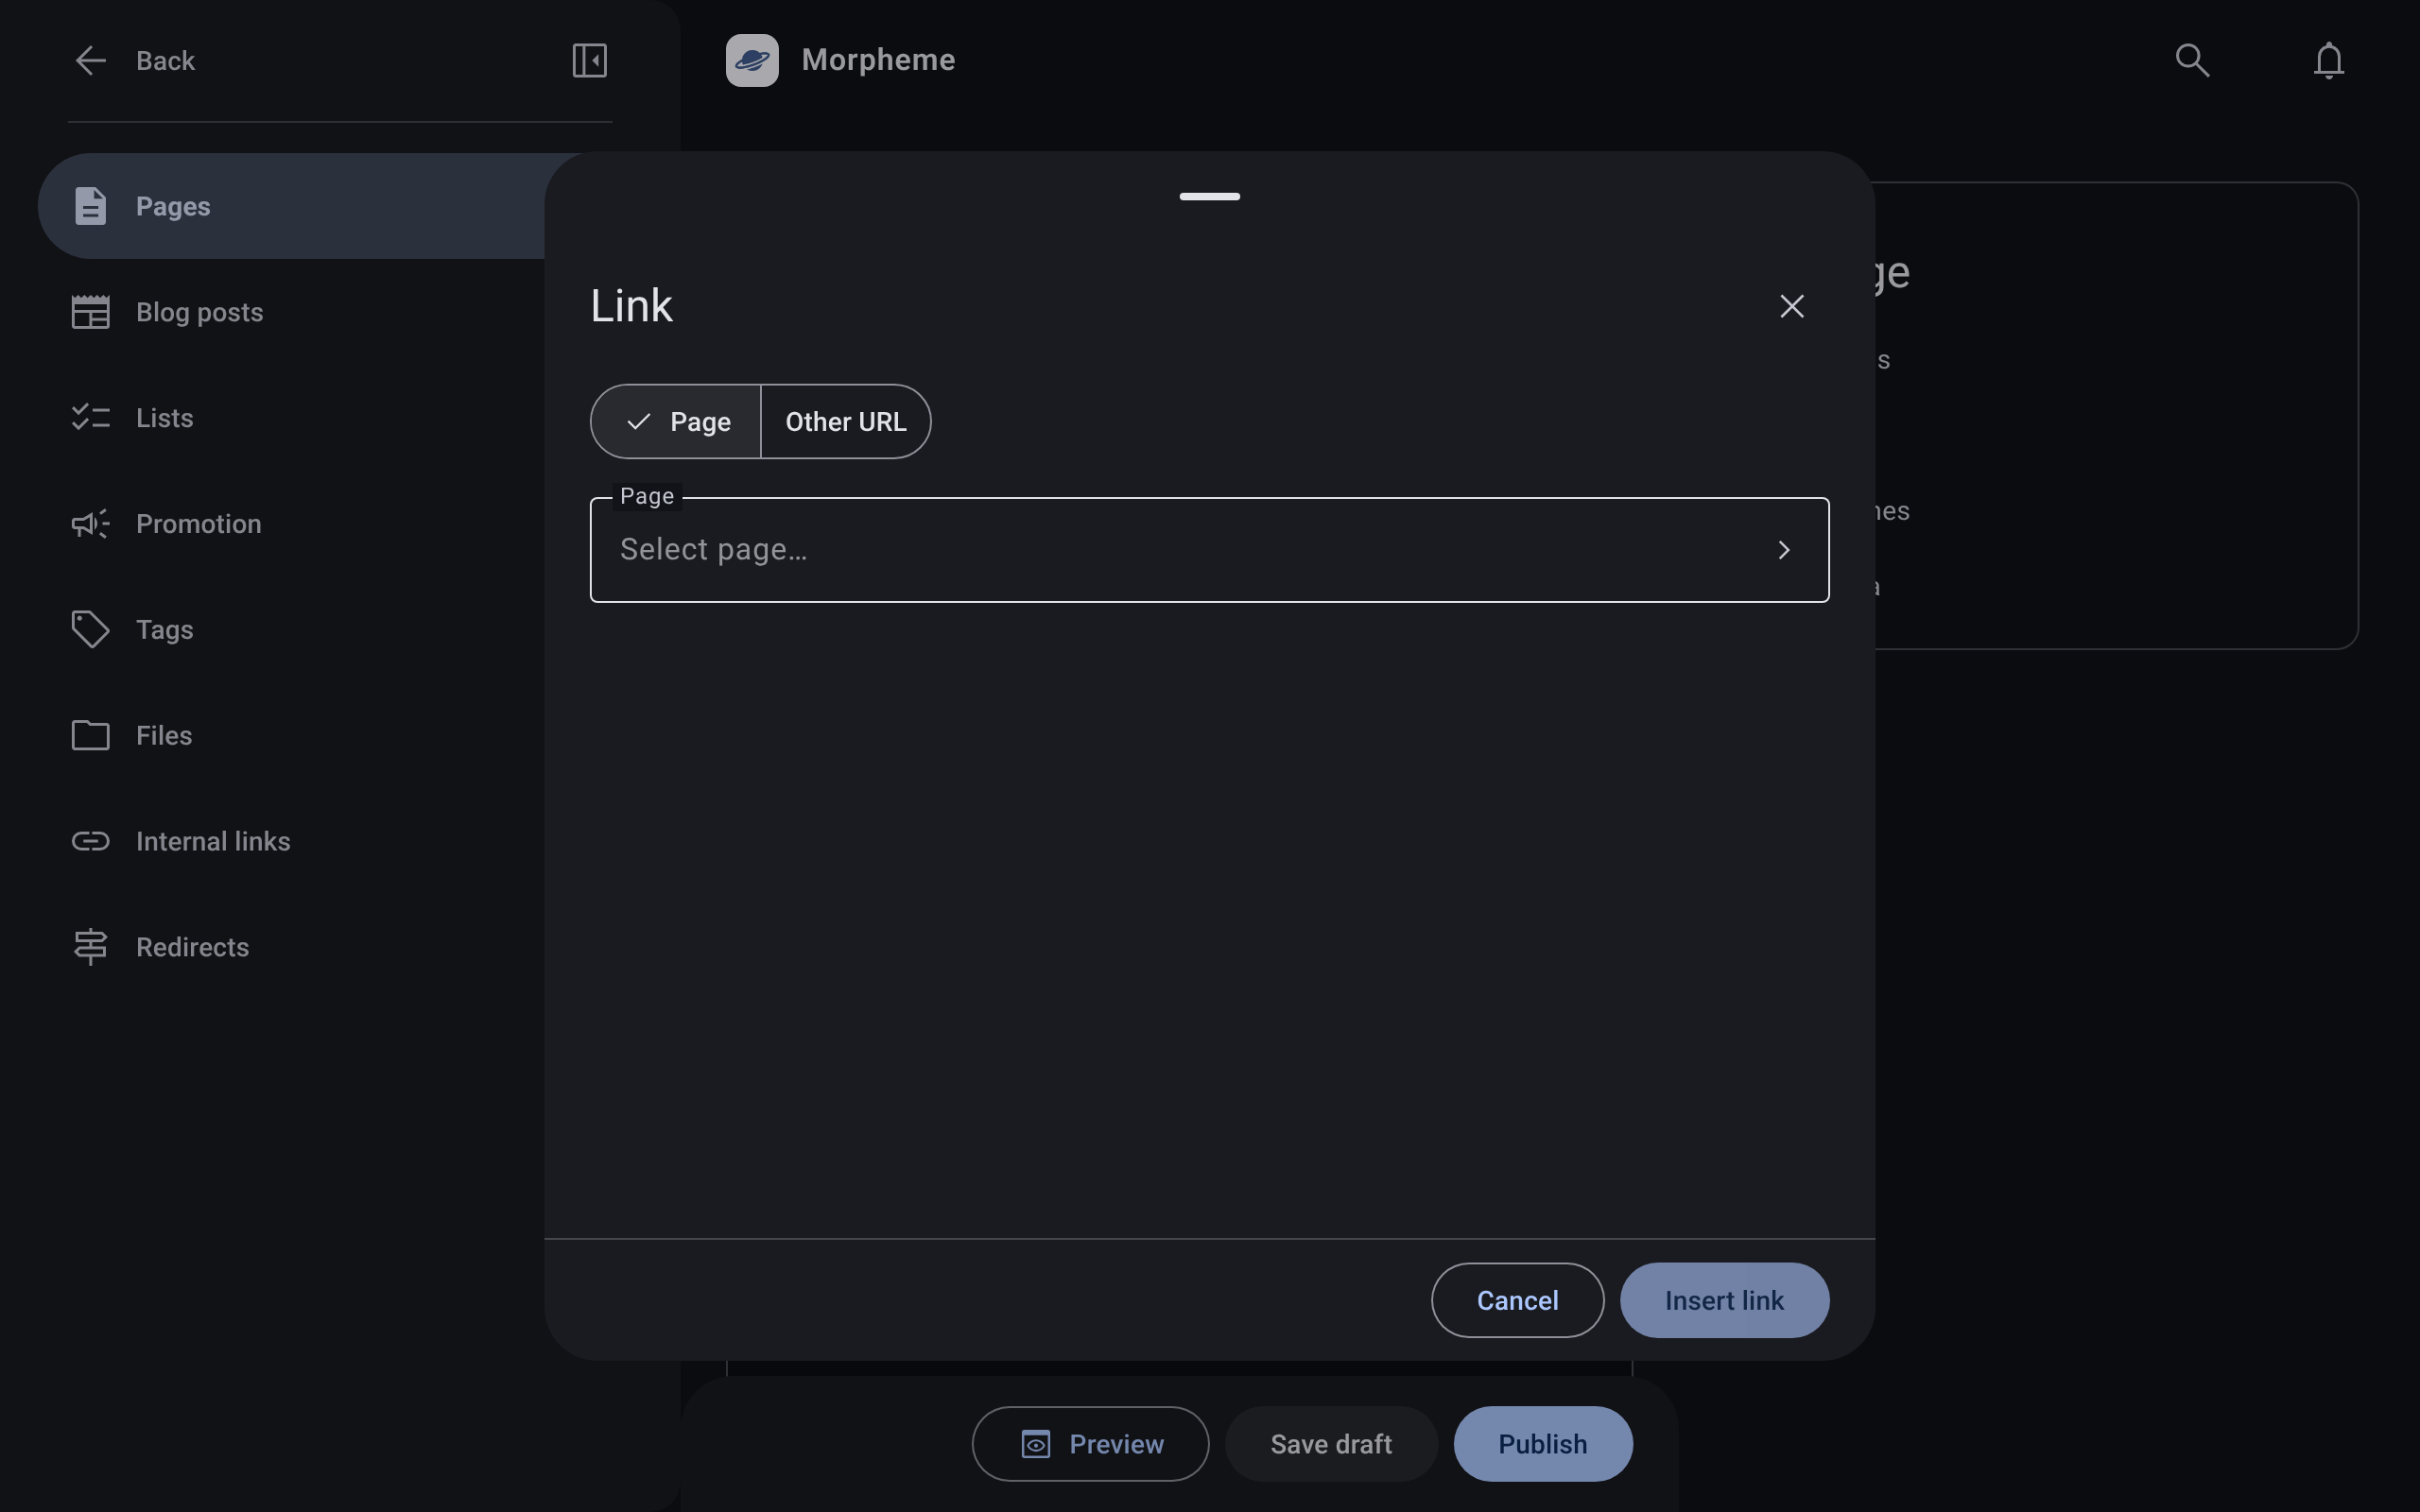 Back
Morpheme
Pages
Blog posts
Lists
Promotion
Tags
Files
Internal links
Redirects
Link
Page
Other URL
Page
Select page…
Cancel
Insert link
Preview
Save draft
Publish